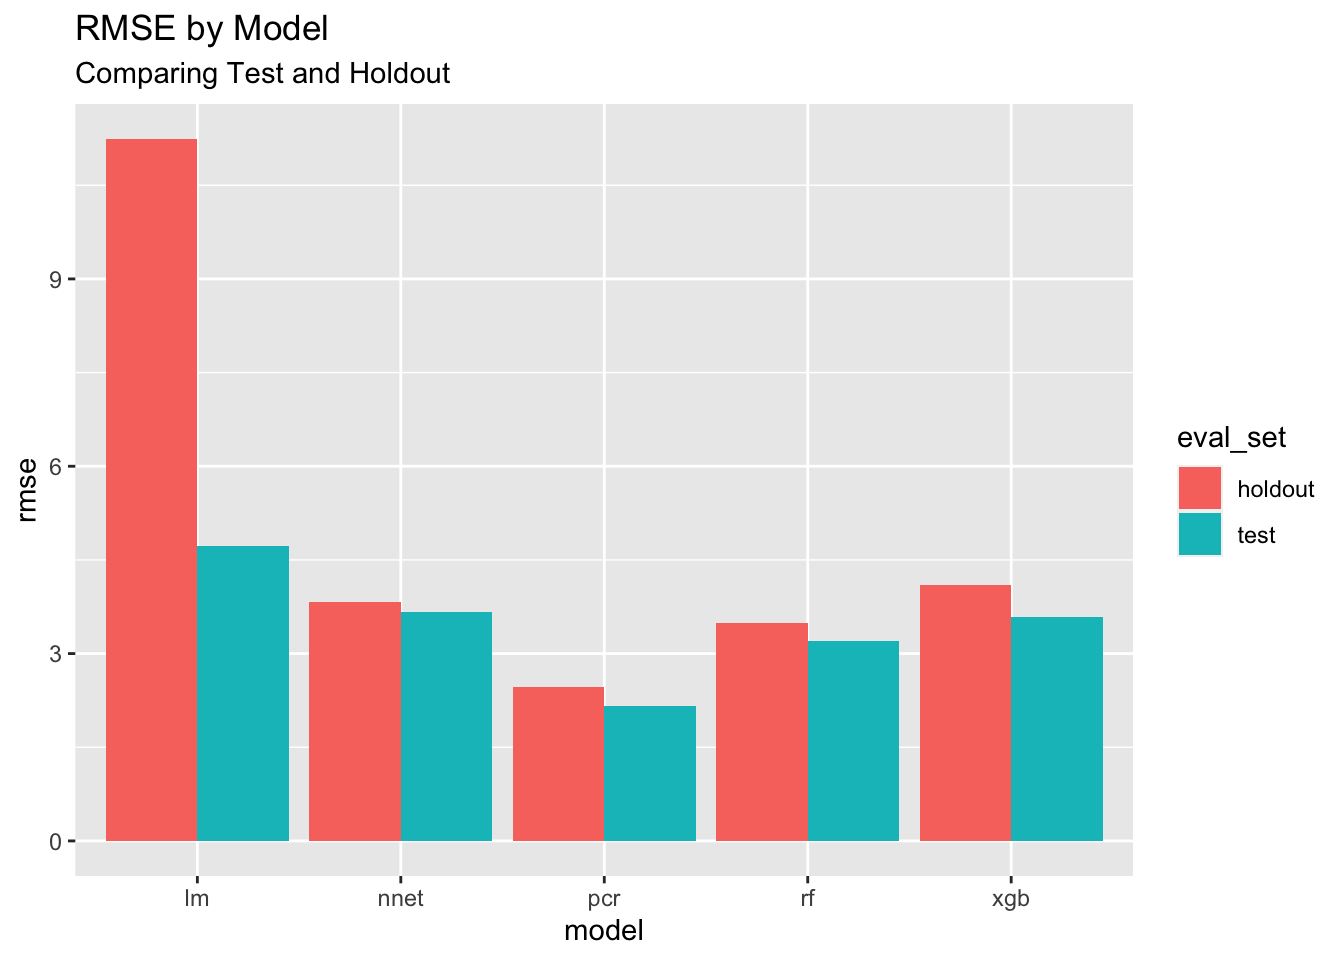 RMSE by Model
Comparing Test and Holdout
rmse
9
6
3
0
lm
nnet
pcr
rf
xgb
model
eval_set
holdout
test